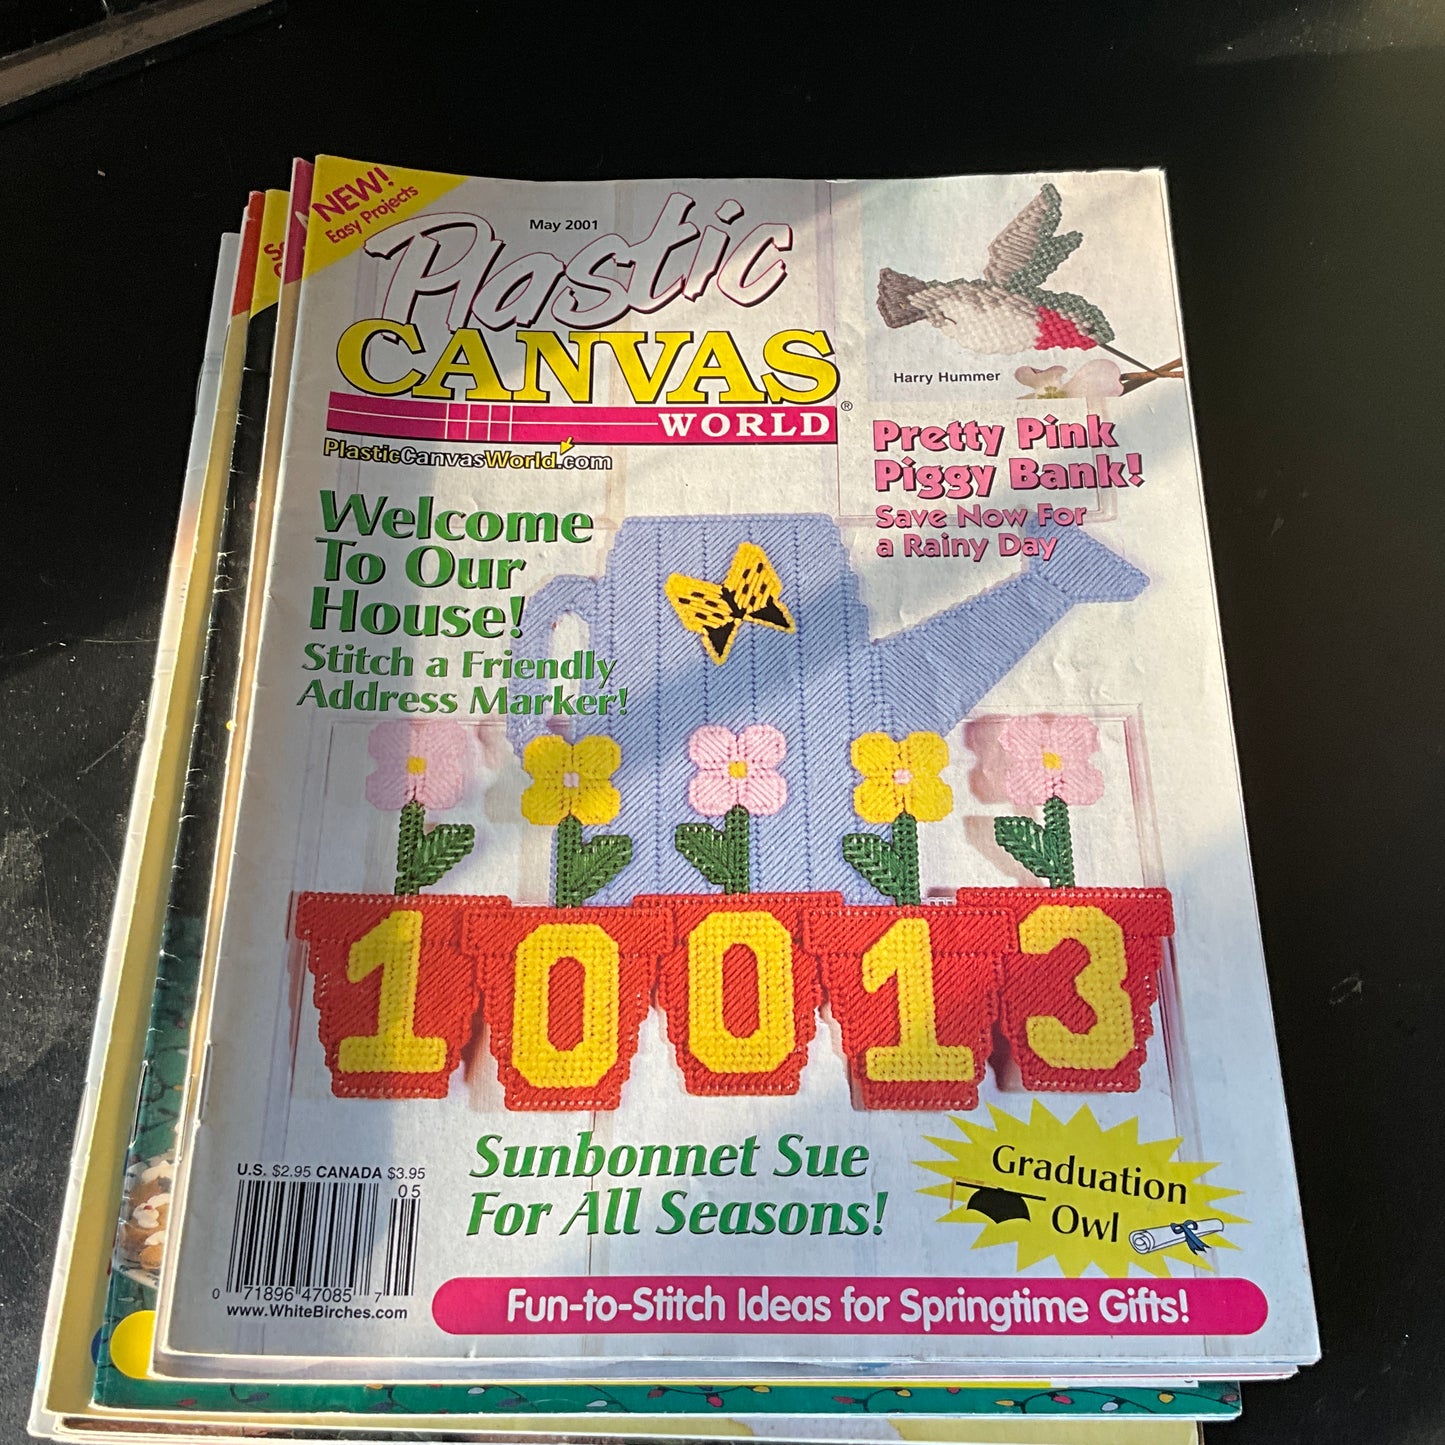 NEW!
Easy Projects
May 2001
Plastic
CANVAS
WORLD®
PlasticCanvasWorld.com
Harry Hummer
Pretty Pink
Piggy Bank!
Save Now For
a Rainy Day
Welcome
To Our
House!
Stitch a Friendly
Address Marker!
10013
Sunbonnet Sue
For All Seasons!
Graduation
Owl
U.S. $2.95 CANADA $3.95
05
0 71896 47085 7
www.WhiteBirches.com
Fun-to-Stitch Ideas for Springtime Gifts!